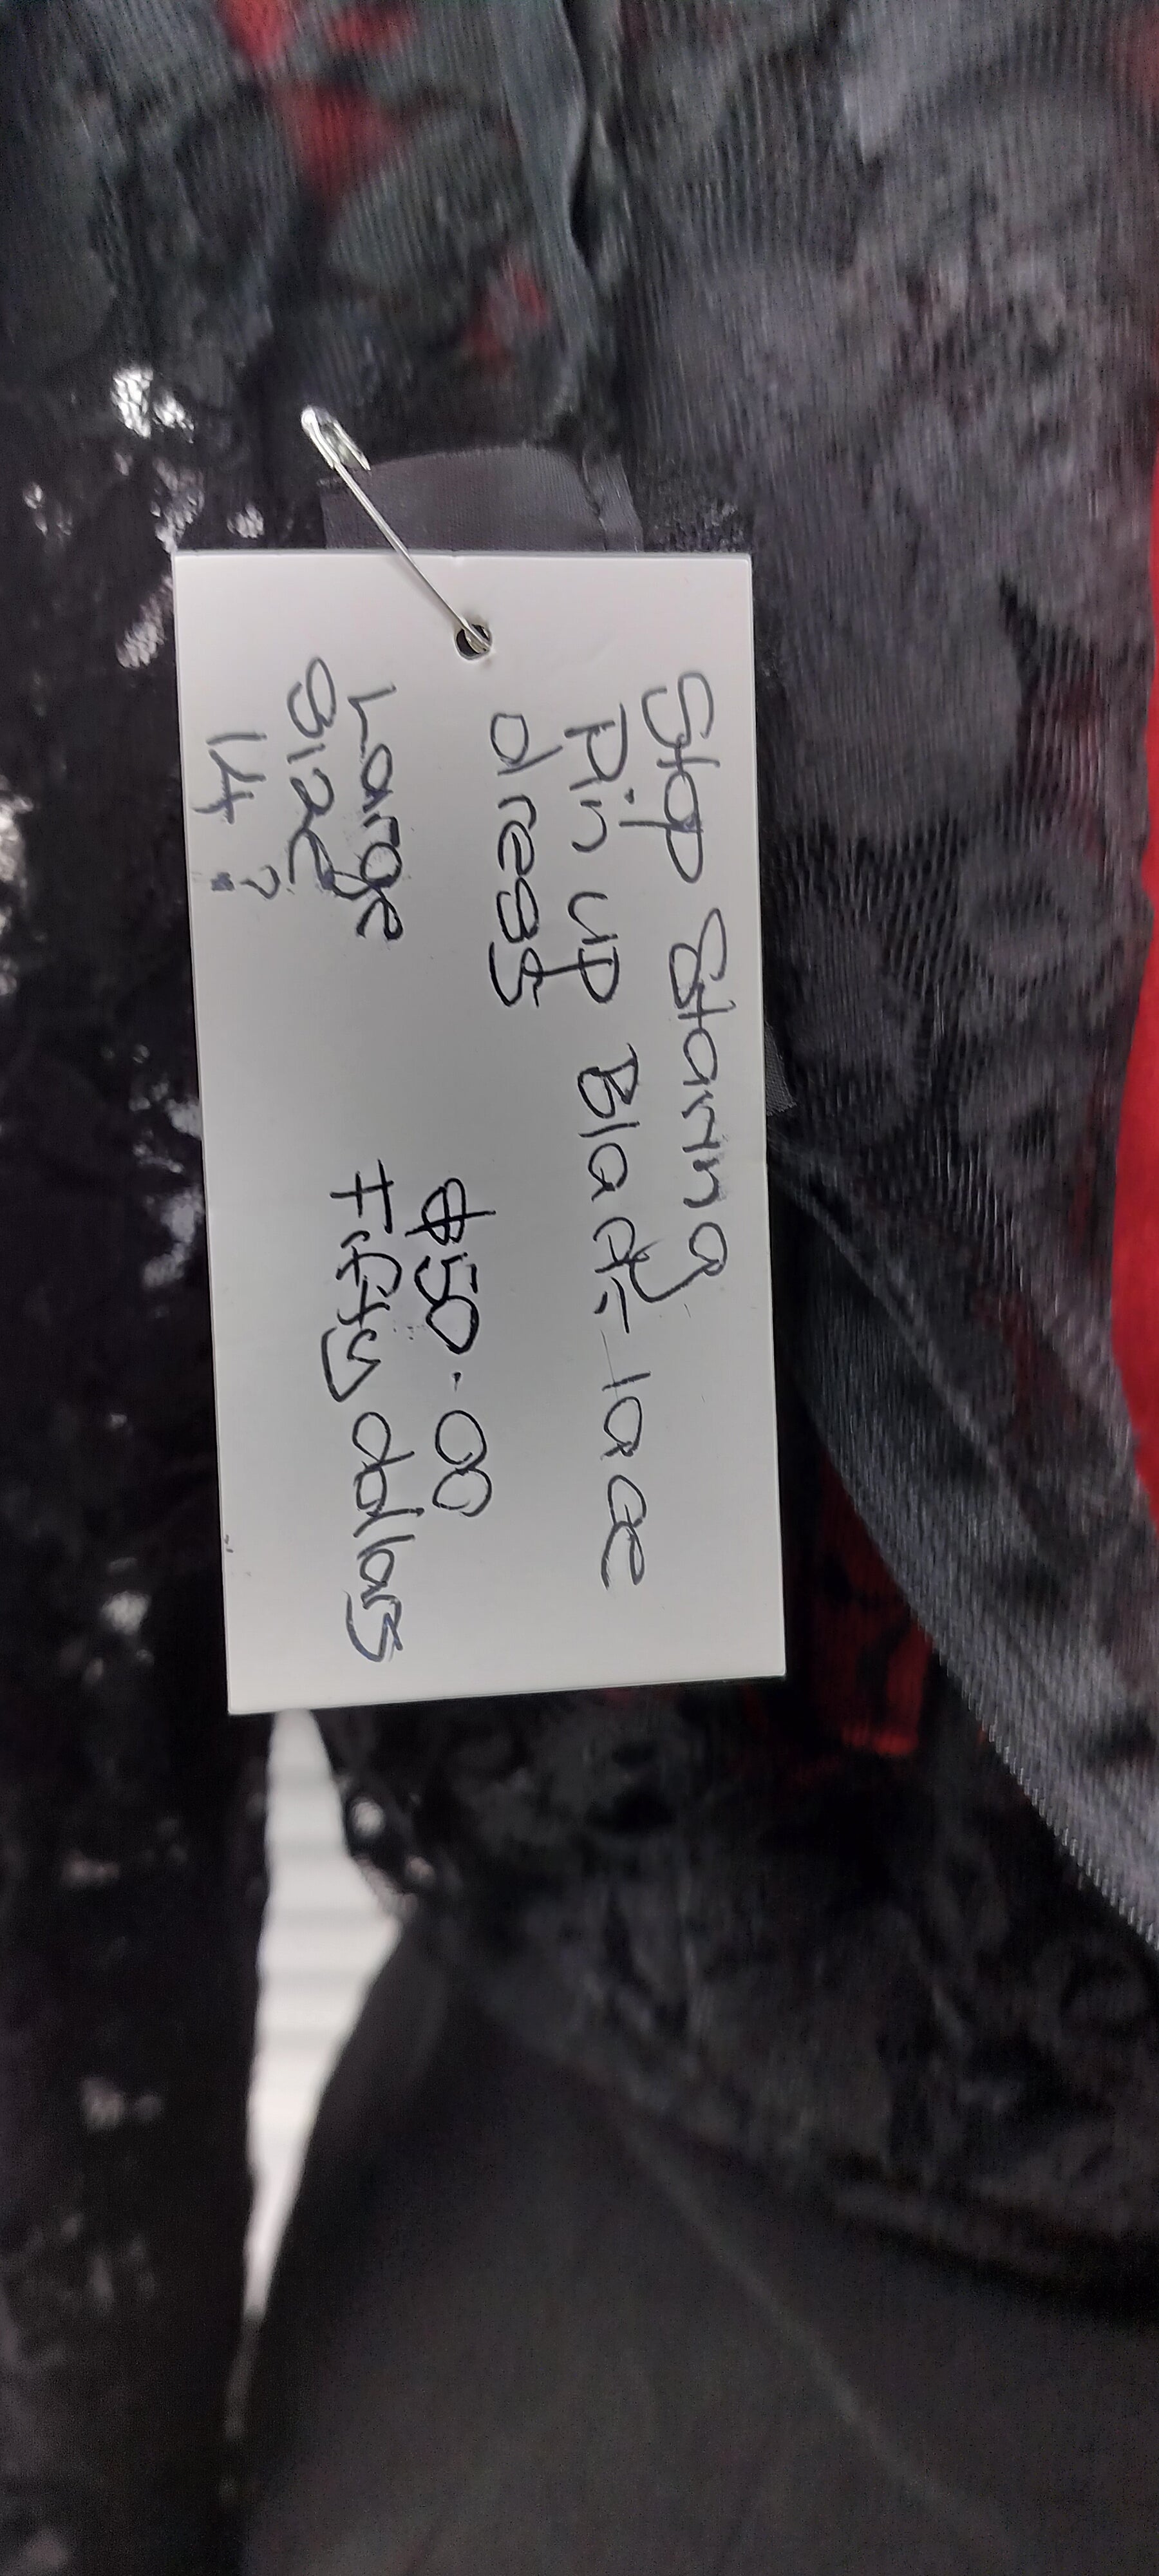 Stop Staring
Pin up Black lace
dress
$50.00
Large Fifty dollars
size
14 ?